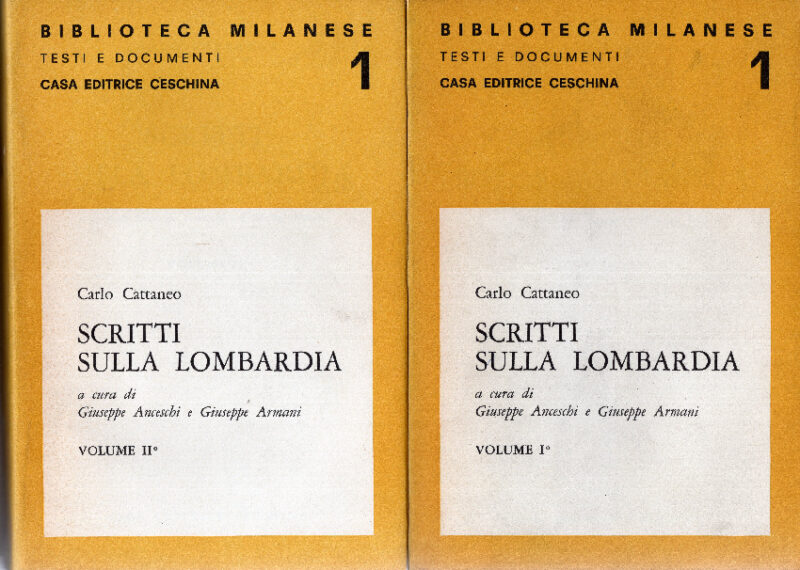 BIBLIOTECA MILANESE
TESTI E DOCUMENTI
CASA EDITRICE CESCHINA
1
Carlo Cattaneo
SCRITTI
SULLA LOMBARDIA
a cura di
Giuseppe Anceschi e Giuseppe Armani
VOLUME II°
BIBLIOTECA MILANESE
TESTI E DOCUMENTI
CASA EDITRICE CESCHINA
1
Carlo Cattaneo
SCRITTI
SULLA LOMBARDIA
a cura di
Giuseppe Anceschi e Giuseppe Armani
VOLUME I°